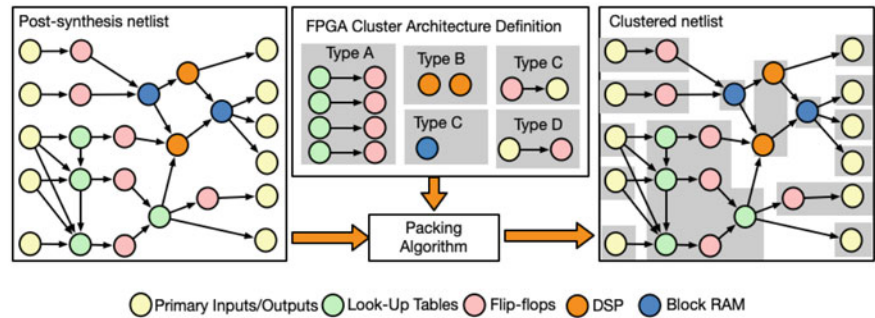 Post-synthesis netlist
FPGA Cluster Architecture Definition
Type A
Type B
Type C
Type C
Type D
Packing
Algorithm
Clustered netlist
Primary Inputs/Outputs
Look-Up Tables
Flip-flops
DSP
Block RAM